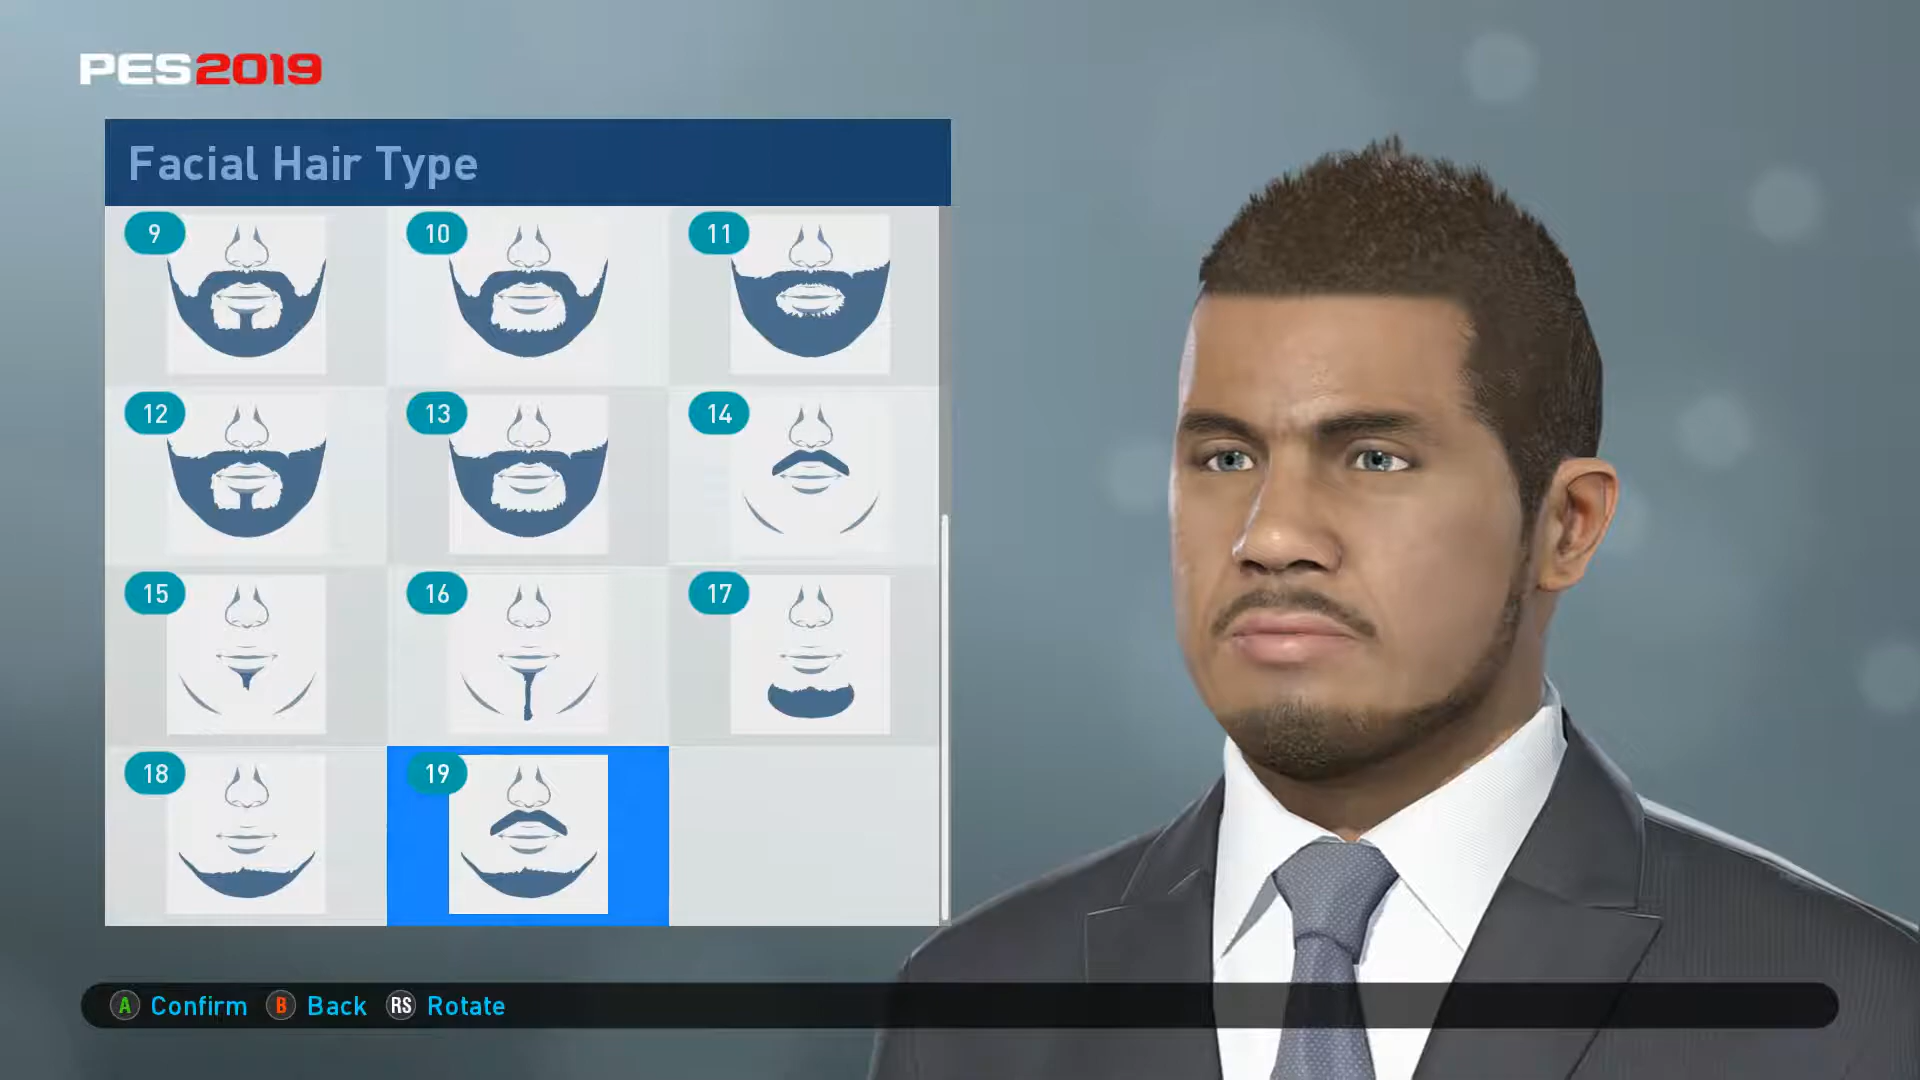 PES2019
Facial Hair Type
9 10 11
12 13 14
15 16 17
18 19
A Confirm B Back RS Rotate